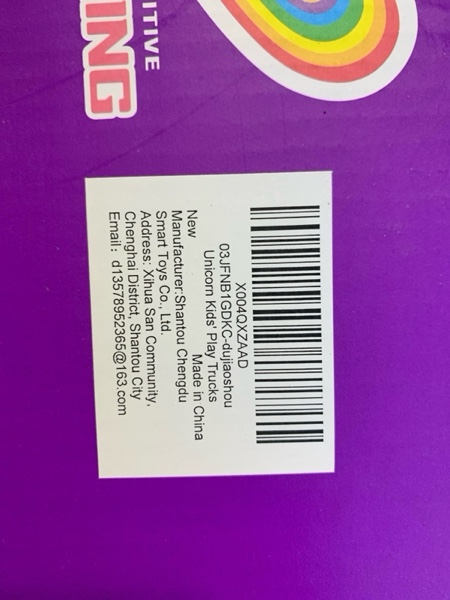 ITIVE
ING
X004QXZAAD
03JFNB1GDKC-dujiaoshou
Unicorn Kids' Play Trucks
New Made in China
Manufacturer:Shantou Chengdu
Smart Toys Co., Ltd.
Address: Xihua San Community,
Chenghai District, Shantou City
Email: d13578952365@163.com